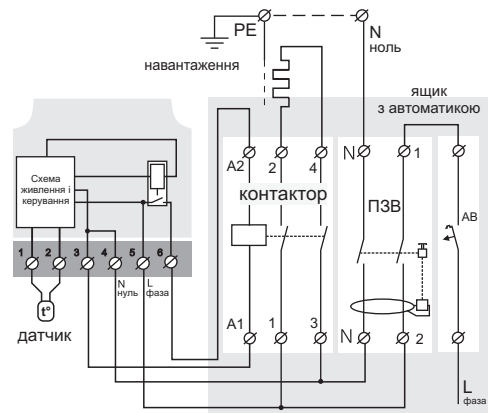 PE
N
ноль
навантаження
ящик
з автоматикою
A2
2
4
N
1
Схема
живлення і
керування
контактор
ПЗВ
АВ
1
2
3
4
5
6
N
нуль
L
фаза
t°
датчик
A1
1
3
N
2
L
фаза